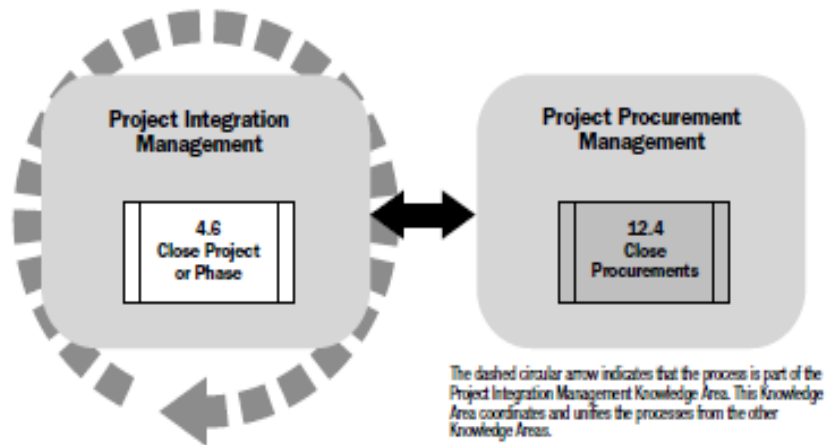 Project Integration
Management
4.6
Close Project
or Phase
Project Procurement
Management
12.4
Close
Procurements
The dashed circular arrow indicates that the process is part of the
Project Integration Management Knowledge Area. This Knowledge
Area coordinates and unifies the processes from the other
Knowledge Areas.